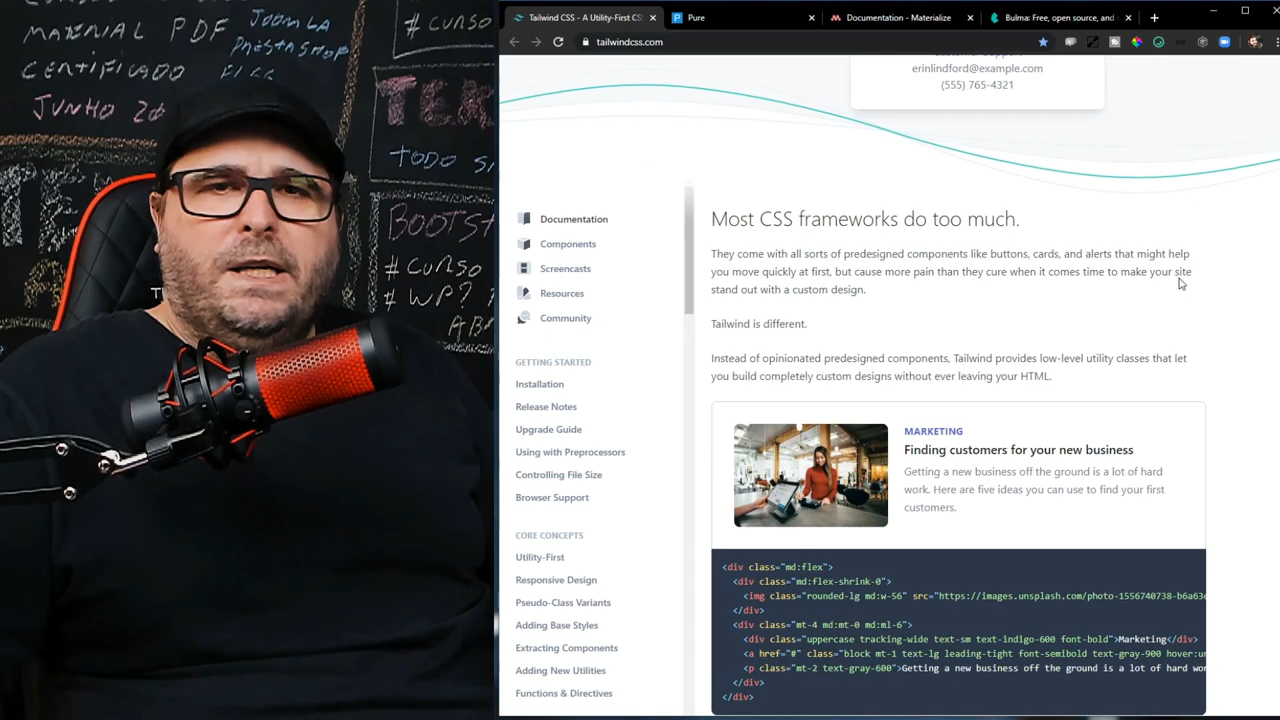 MATERIAL PDF
JOOMLA
PRESTASHOP
CERTIFICADO
JUNHO
# CURSO
TODO
BOOTST
# CURSO
Tailwind CSS - A Utility-First CS
Pure
Documentation - Materialize
Bulma: Free, open source, and
tailwindcss.com
erinlindford@example.com
(555) 765-4321
Documentation
Components
Screencasts
Resources
Community
GETTING STARTED
Installation
Release Notes
Upgrade Guide
Using with Preprocessors
Controlling File Size
Browser Support
CORE CONCEPTS
Utility-First
Responsive Design
Pseudo-Class Variants
Adding Base Styles
Extracting Components
Adding New Utilities
Functions & Directives
Most CSS frameworks do too much.
They come with all sorts of predesigned components like buttons, cards, and alerts that might help
you move quickly at first, but cause more pain than they cure when it comes time to make your site
stand out with a custom design.
Tailwind is different.
Instead of opinionated predesigned components, Tailwind provides low-level utility classes that let
you build completely custom designs without ever leaving your HTML.
MARKETING
Finding customers for your new business
Getting a new business off the ground is a lot of hard
work. Here are five ideas you can use to find your first
customers.
<div class="md:flex">
<div class="md:flex-shrink-0">
<img class="rounded-lg md:w-56" src="https://images.unsplash.com/photo-1556740738-b6a63e
</div>
<div class="mt-4 md:mt-0 md:ml-6">
<div class="uppercase tracking-wide text-sm text-indigo-600 font-bold">Marketing</div>
<a href="#" class="block mt-1 text-lg leading-tight font-semibold text-gray-900 hover:un
<p class="mt-2 text-gray-600">Getting a new business off the ground is a lot of hard wor
</div>
</div>